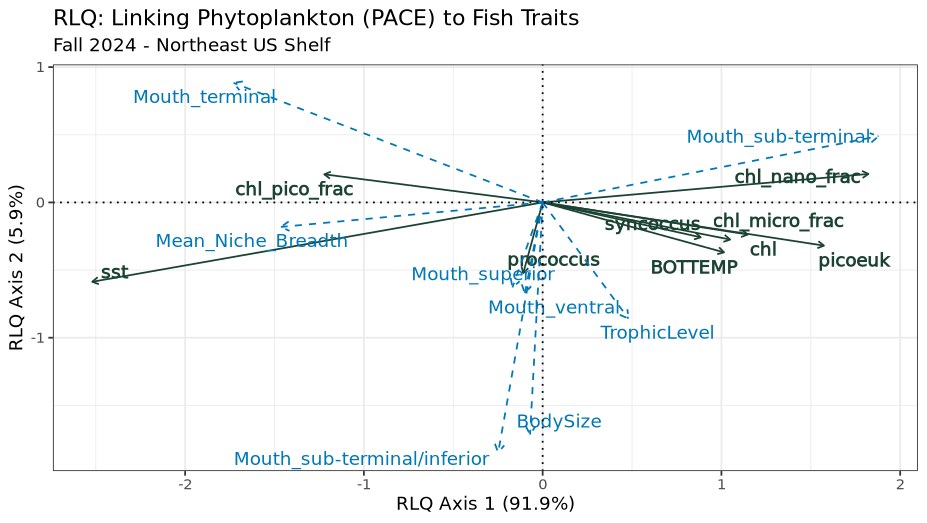 RLQ: Linking Phytoplankton (PACE) to Fish Traits
Fall 2024 - Northeast US Shelf
1
Mouth_terminal
Mouth_sub-terminal
chl_nano_frac
chl_pico_frac
0
syncoccus
chl_micro_frac
Mean_Niche_Breadth
chl
prococcus
picoeuk
BOTTEMP
sst
Mouth_superior
Mouth_ventral
TrophicLevel
-1
BodySize
Mouth_sub-terminal/inferior
RLQ Axis 2 (5.9%)
-2
-1
0
1
2
RLQ Axis 1 (91.9%)